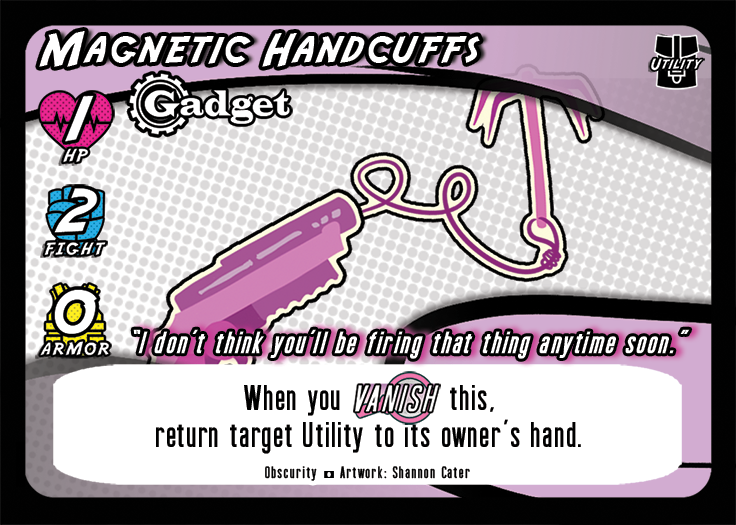 Magnetic Handcuffs
Utility
Gadget
1
HP
2
FIGHT
0
ARMOR
"I don't think you'll be firing that thing anytime soon."
When you VANISH this,
return target Utility to its owner's hand.
Obscurity ◘ Artwork: Shannon Cater